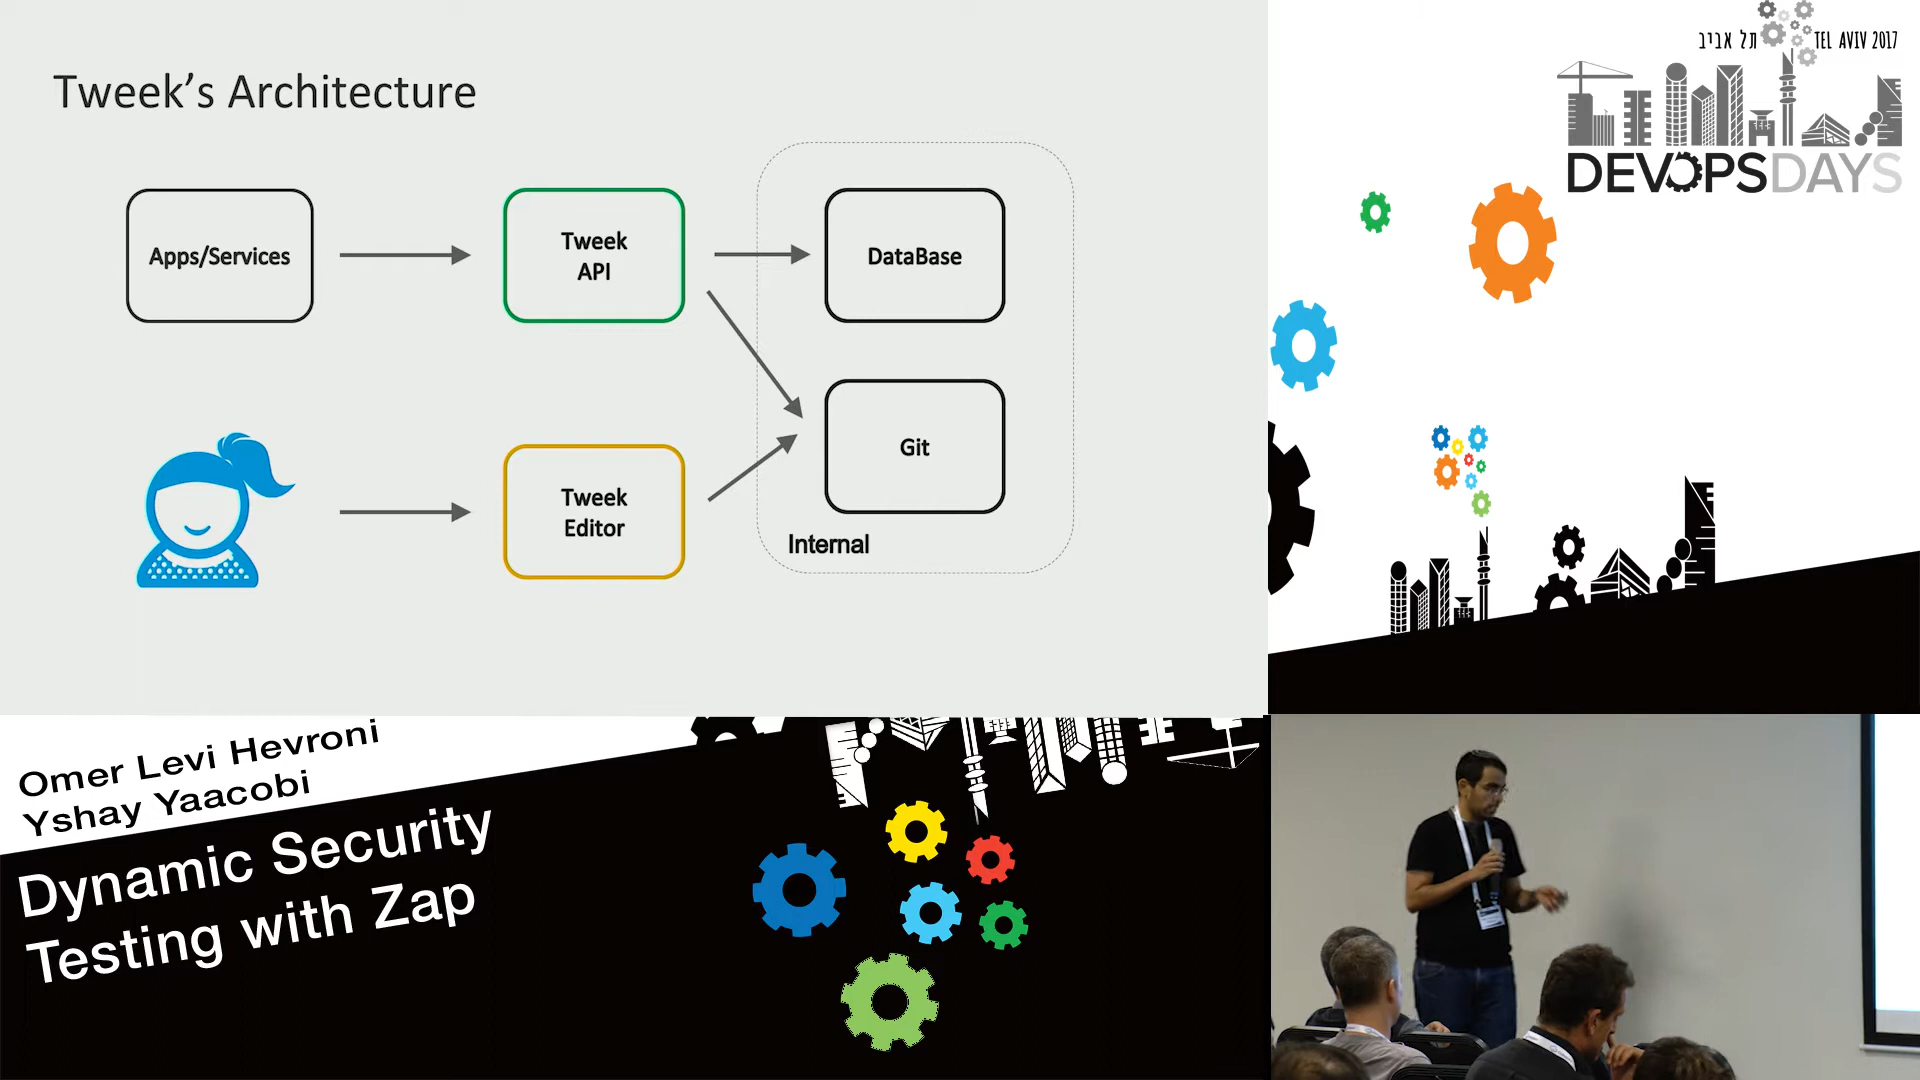 Tweek's Architecture
Apps/Services
Tweek
API
DataBase
Git
Tweek
Editor
Internal
תל אביב
TEL AVIV 2017
DEVOPSDAYS
Omer Levi Hevroni
Yshay Yaacobi
Dynamic Security
Testing with Zap